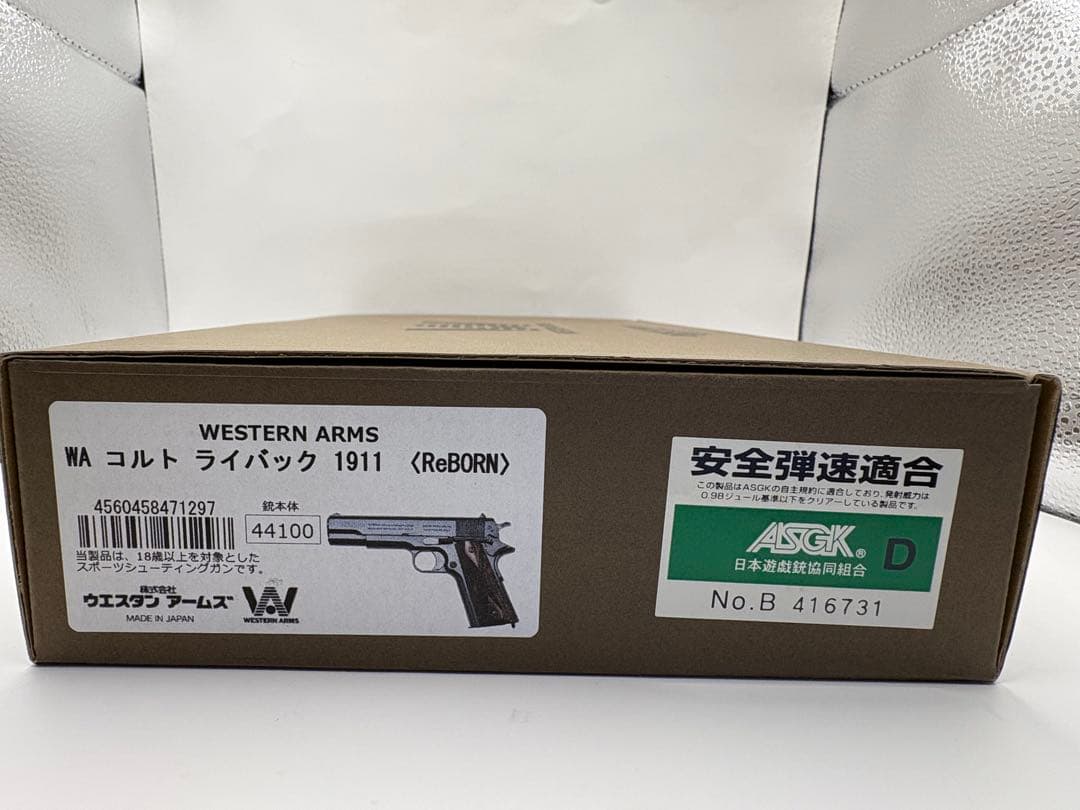 WESTERN ARMS
WA コルト ライバック 1911 〈ReBORN〉
4560458471297
銃本体
44100
当製品は、18歳以上を対象とした
スポーツシューティングガンです。
株式会社
ウエスタン アームズ
MADE IN JAPAN
WESTERN ARMS
安全弾速適合
この製品はASGKの自主規約に適合しており、発射威力は
0.98ジュール基準以下をクリアーしている製品です。
ASGK® D
日本遊戯銃協同組合
No.B 416731